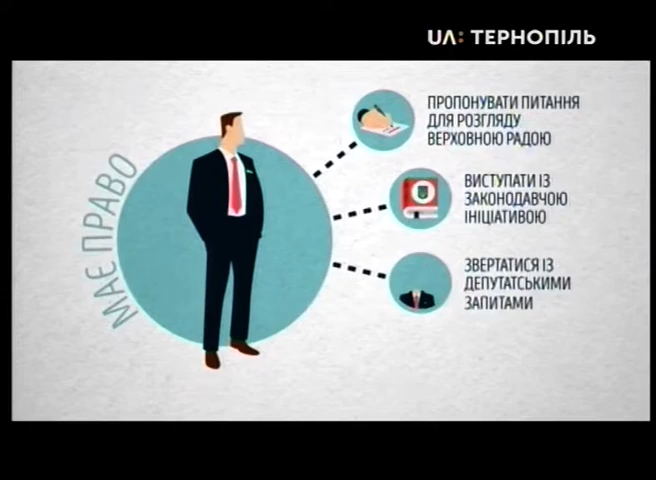 UA: ТЕРНОПІЛЬ
МАЄ ПРАВО
ПРОПОНУВАТИ ПИТАННЯ
ДЛЯ РОЗГЛЯДУ
ВЕРХОВНОЮ РАДОЮ
ВИСТУПАТИ ІЗ
ЗАКОНОДАВЧОЮ
ІНІЦІАТИВОЮ
ЗВЕРТАТИСЯ ІЗ
ДЕПУТАТСЬКИМИ
ЗАПИТАМИ